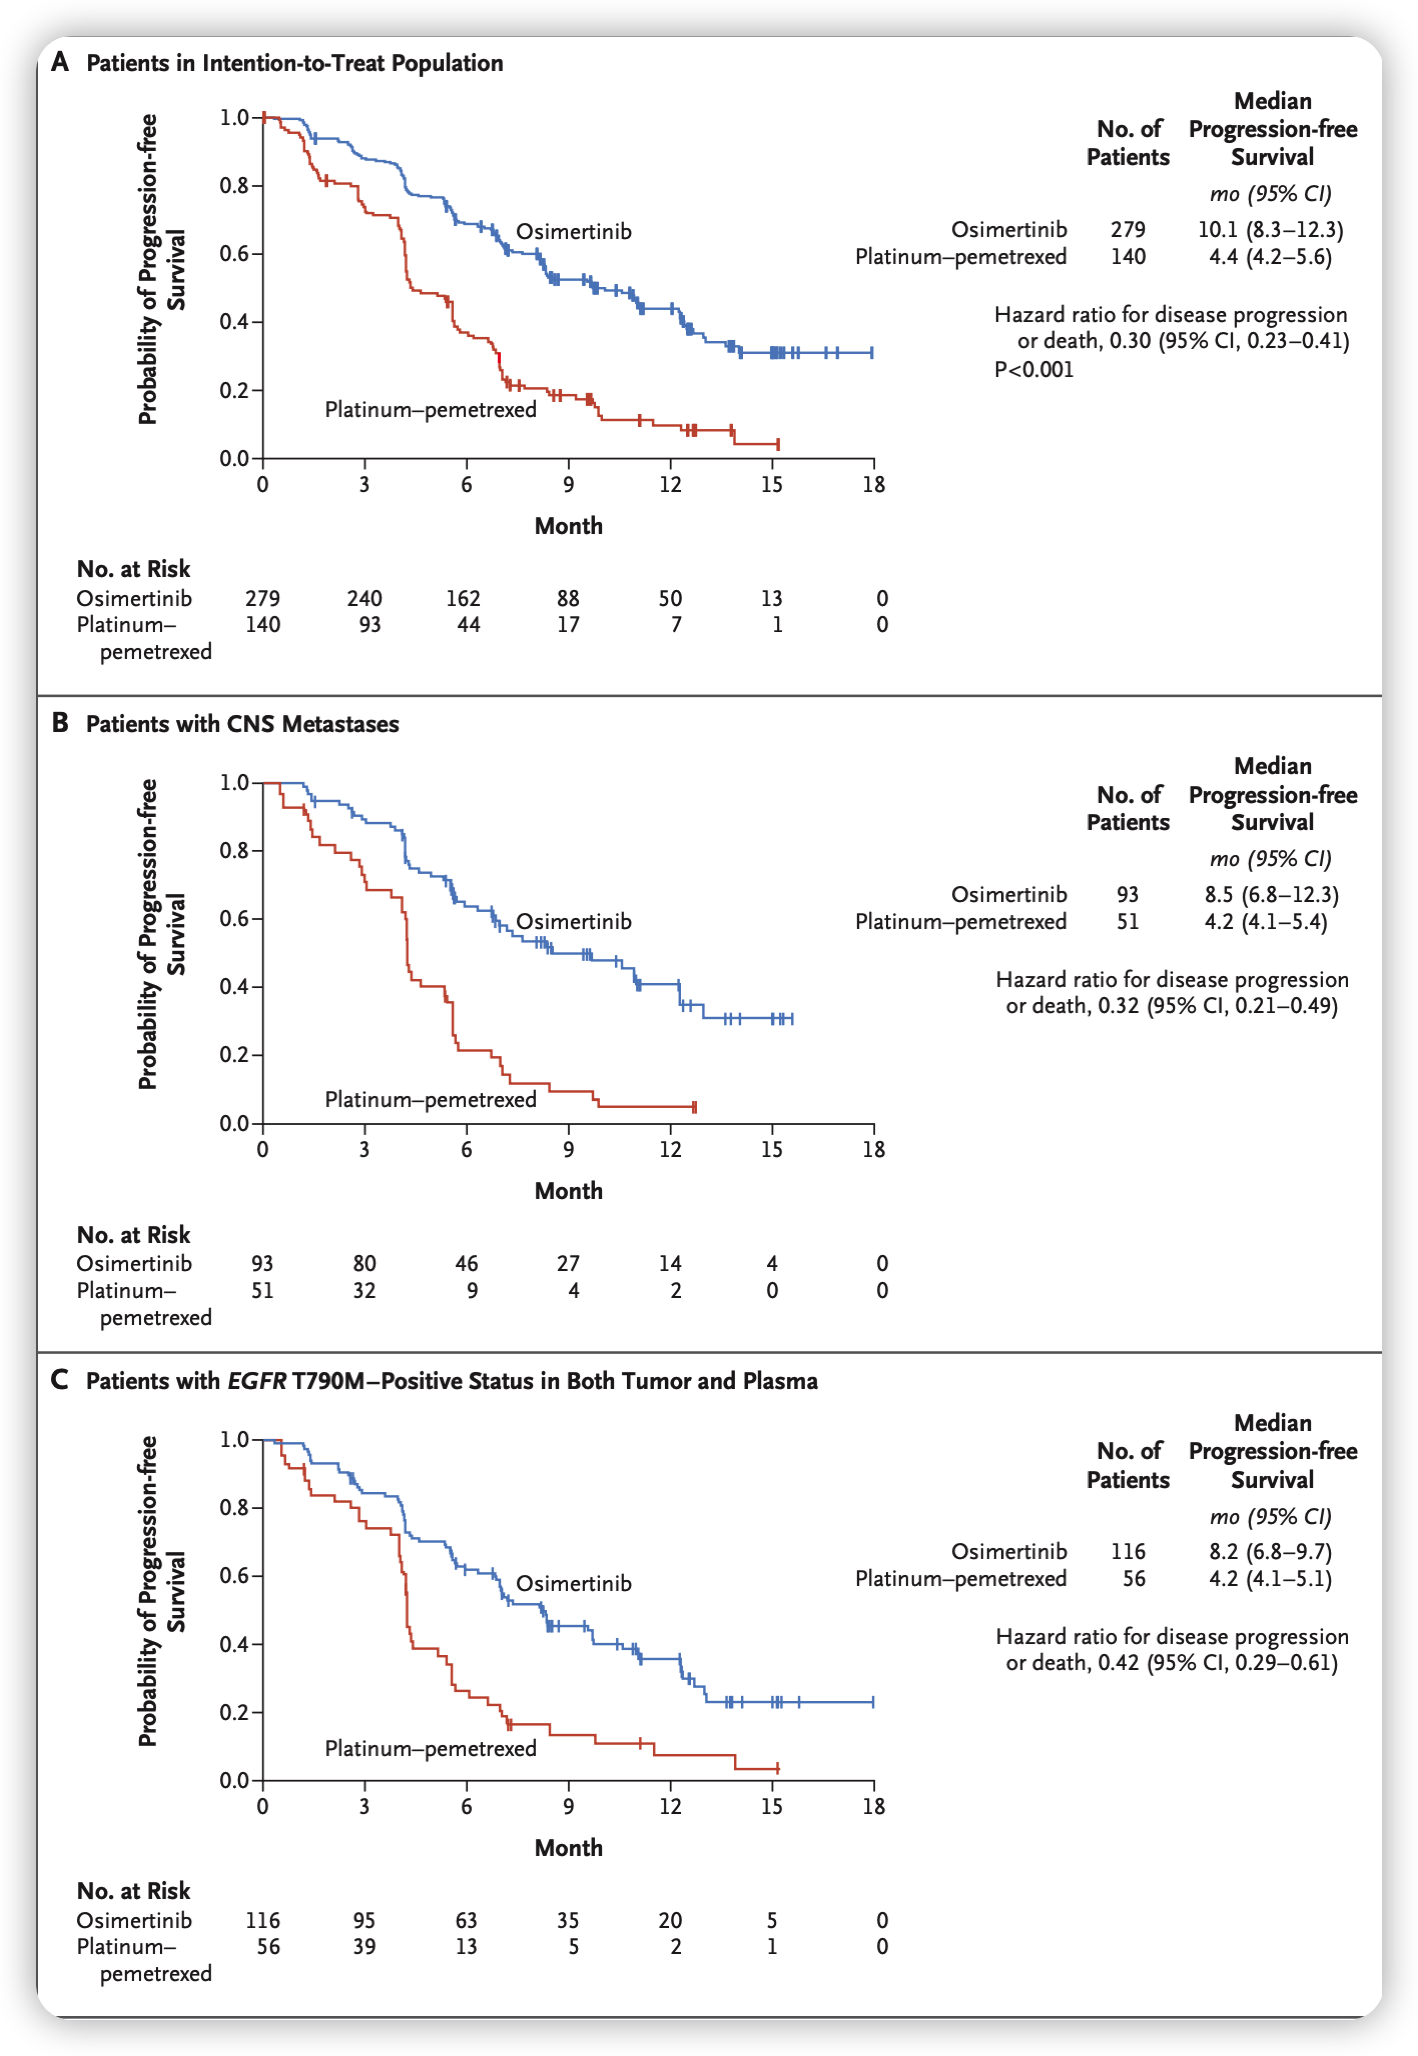 A Patients in Intention-to-Treat Population
Probability of Progression-free
Survival
1.0
0.8
0.6
0.4
0.2
0.0
0 3 6 9 12 15 18
Month
Osimertinib
Platinum–pemetrexed
Median
No. of Progression-free
Patients Survival
mo (95% CI)
Osimertinib 279 10.1 (8.3–12.3)
Platinum–pemetrexed 140 4.4 (4.2–5.6)
Hazard ratio for disease progression
or death, 0.30 (95% CI, 0.23–0.41)
P<0.001
No. at Risk
Osimertinib 279 240 162 88 50 13 0
Platinum– 140 93 44 17 7 1 0
pemetrexed
B Patients with CNS Metastases
Probability of Progression-free
Survival
1.0
0.8
0.6
0.4
0.2
0.0
0 3 6 9 12 15 18
Month
Osimertinib
Platinum–pemetrexed
Median
No. of Progression-free
Patients Survival
mo (95% CI)
Osimertinib 93 8.5 (6.8–12.3)
Platinum–pemetrexed 51 4.2 (4.1–5.4)
Hazard ratio for disease progression
or death, 0.32 (95% CI, 0.21–0.49)
No. at Risk
Osimertinib 93 80 46 27 14 4 0
Platinum– 51 32 9 4 2 0 0
pemetrexed
C Patients with EGFR T790M–Positive Status in Both Tumor and Plasma
Probability of Progression-free
Survival
1.0
0.8
0.6
0.4
0.2
0.0
0 3 6 9 12 15 18
Month
Osimertinib
Platinum–pemetrexed
Median
No. of Progression-free
Patients Survival
mo (95% CI)
Osimertinib 116 8.2 (6.8–9.7)
Platinum–pemetrexed 56 4.2 (4.1–5.1)
Hazard ratio for disease progression
or death, 0.42 (95% CI, 0.29–0.61)
No. at Risk
Osimertinib 116 95 63 35 20 5 0
Platinum– 56 39 13 5 2 1 0
pemetrexed